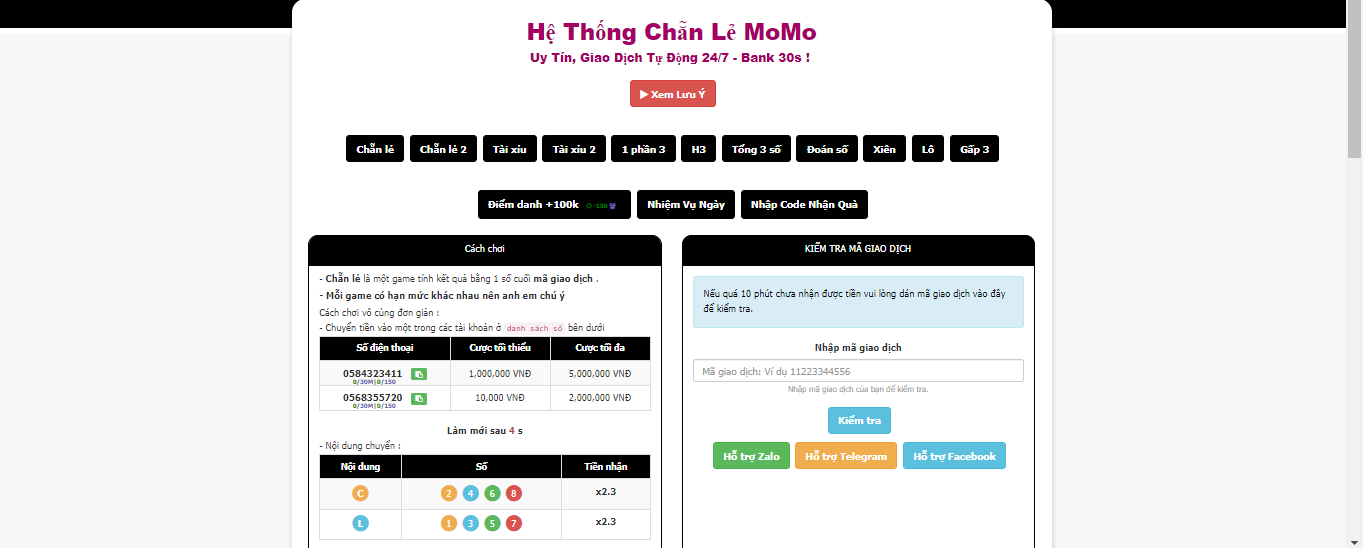 Hệ Thống Chẵn Lẻ MoMo
Uy Tín, Giao Dịch Tự Động 24/7 - Bank 30s !
Xem Lưu Ý
Chẵn lẻ Chẵn lẻ 2 Tài xỉu Tài xỉu 2 1 phần 3 H3 Tổng 3 số Đoán số Xiên Lô Gấp 3
Điểm danh +100k -150 Nhiệm Vụ Ngày Nhập Code Nhận Quà
Cách chơi
- Chẵn lẻ là một game tính kết quả bằng 1 số cuối mã giao dịch .
- Mỗi game có hạn mức khác nhau nên anh em chú ý
Cách chơi vô cùng đơn giản :
- Chuyển tiền vào một trong các tài khoản ở danh sách số bên dưới
Số điện thoại Cược tối thiểu Cược tối đa
0584323411 1,000,000 VNĐ 5,000,000 VNĐ
0/30M|0/150
0568355720 10,000 VNĐ 2,000,000 VNĐ
0/30M|0/150
Làm mới sau 4 s
- Nội dung chuyển :
Nội dung Số Tiền nhận
C 2 4 6 8 x2.3
L 1 3 5 7 x2.3
KIỂM TRA MÃ GIAO DỊCH
Nếu quá 10 phút chưa nhận được tiền vui lòng dán mã giao dịch vào đây
để kiểm tra.
Nhập mã giao dịch
Mã giao dịch: Ví dụ 11223344556
Nhập mã giao dịch của bạn để kiểm tra.
Kiểm tra
Hỗ trợ Zalo Hỗ trợ Telegram Hỗ trợ Facebook